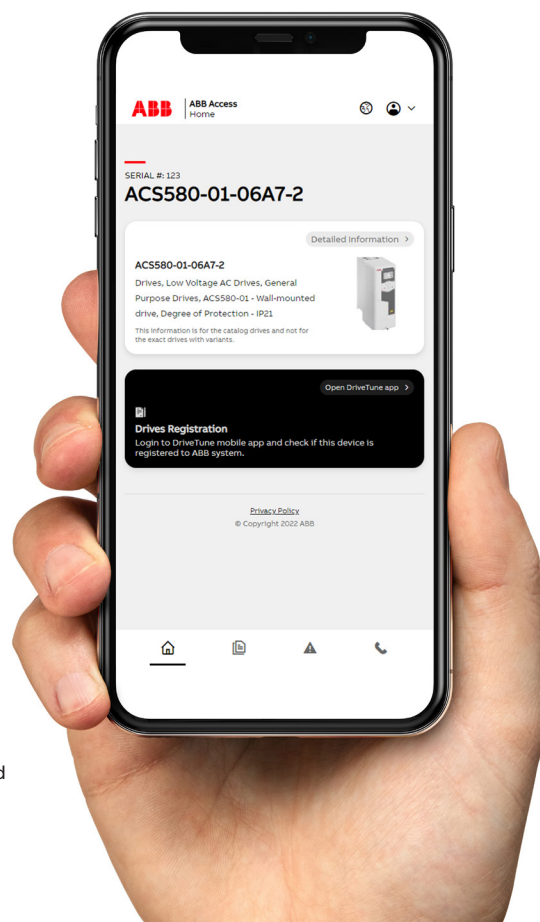 ABB
ABB Access
Home
SERIAL #: 123
ACS580-01-06A7-2
Detailed information >
ACS580-01-06A7-2
Drives, Low Voltage AC Drives, General
Purpose Drives, ACS580-01 - Wall-mounted
drive, Degree of Protection - IP21
This information is for the catalog drives and not for
the exact drives with variants.
Open DriveTune app >
Drives Registration
Login to DriveTune mobile app and check if this device is
registered to ABB system.
Privacy Policy
© Copyright 2022 ABB
d